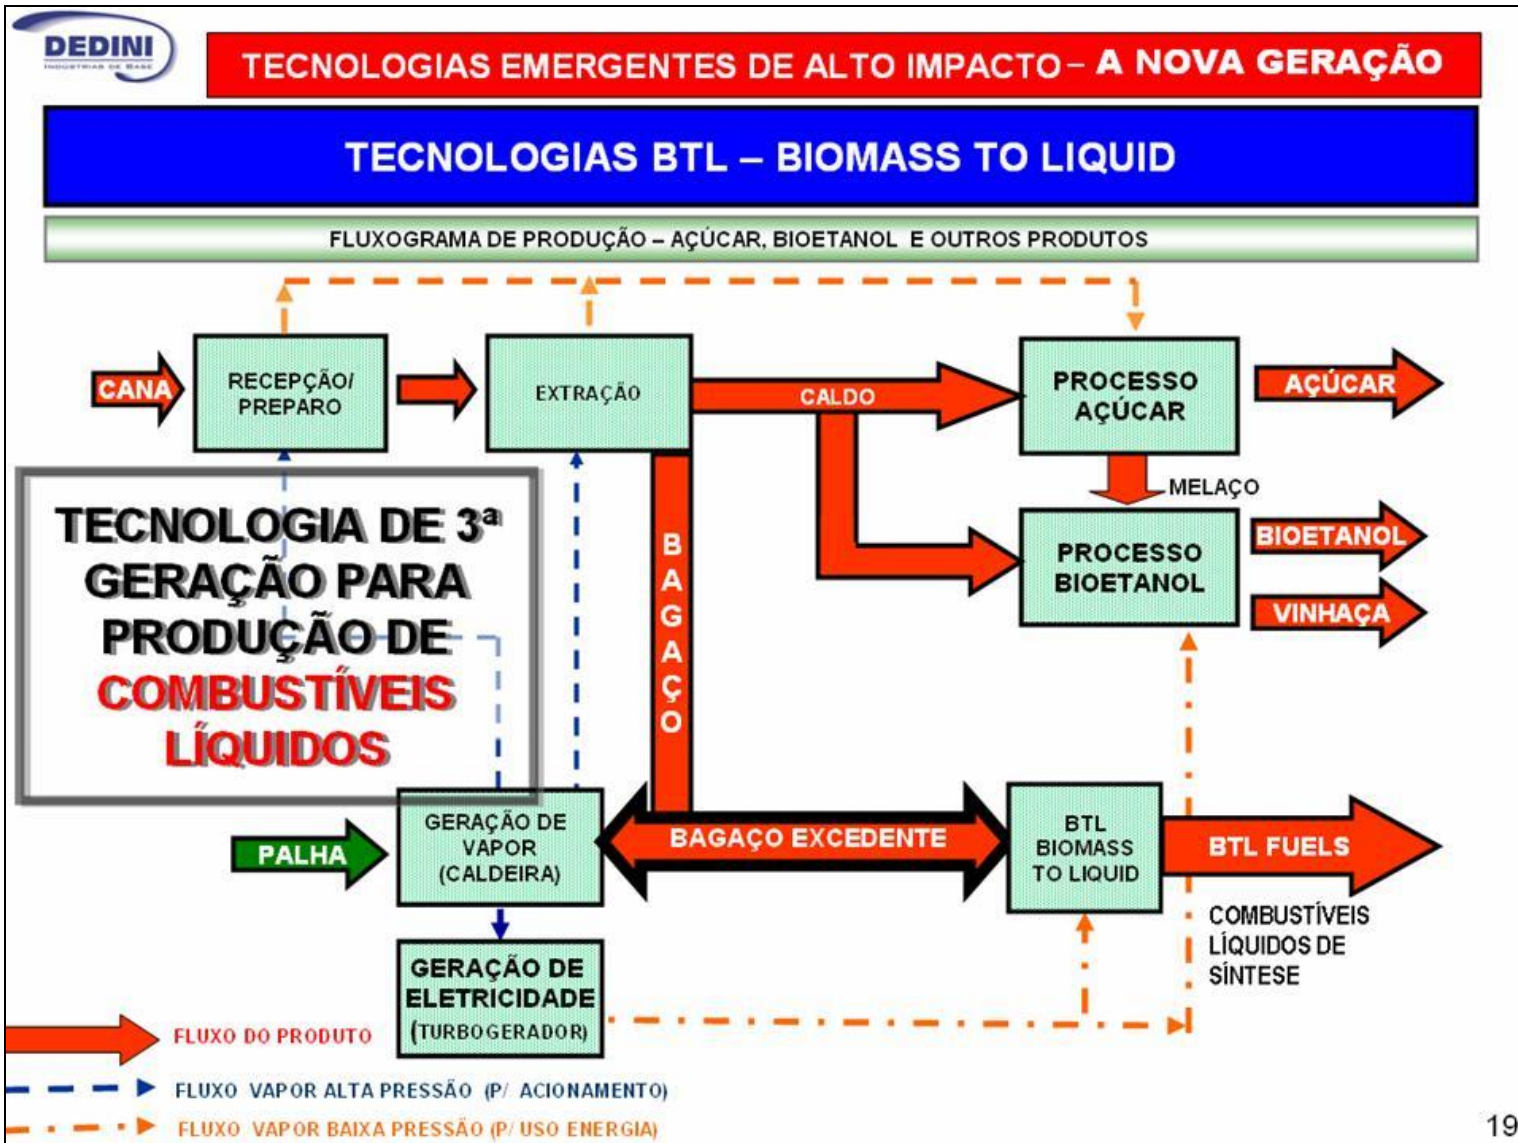 DEDINI
INDÚSTRIAS DE BASE
TECNOLOGIAS EMERGENTES DE ALTO IMPACTO – A NOVA GERAÇÃO
TECNOLOGIAS BTL – BIOMASS TO LIQUID
FLUXOGRAMA DE PRODUÇÃO – AÇÚCAR, BIOETANOL E OUTROS PRODUTOS
CANA
RECEPÇÃO/
PREPARO
EXTRAÇÃO
CALDO
PROCESSO
AÇÚCAR
AÇÚCAR
MELAÇO
PROCESSO
BIOETANOL
BIOETANOL
VINHAÇA
TECNOLOGIA DE 3ª
GERAÇÃO PARA
PRODUÇÃO DE
COMBUSTÍVEIS
LÍQUIDOS
B
A
G
A
Ç
O
PALHA
GERAÇÃO DE
VAPOR
(CALDEIRA)
BAGAÇO EXCEDENTE
BTL
BIOMASS
TO LIQUID
BTL FUELS
COMBUSTÍVEIS
LÍQUIDOS DE
SÍNTESE
GERAÇÃO DE
ELETRICIDADE
(TURBOGERADOR)
FLUXO DO PRODUTO
FLUXO VAPOR ALTA PRESSÃO (P/ ACIONAMENTO)
FLUXO VAPOR BAIXA PRESSÃO (P/ USO ENERGIA)
19